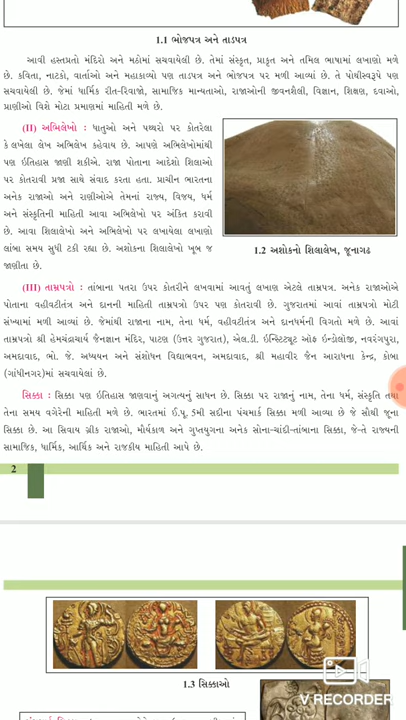 1.1 ભોજપત્ર અને તાડપત્ર
આવી હસ્તપ્રતો મંદિરો અને મઠોમાં સચવાયેલી છે. તેમાં સંસ્કૃત, પ્રાકૃત અને તમિલ ભાષામાં લખાણો મળે
છે. કવિતા, નાટકો, વાર્તાઓ અને મહાકાવ્યો પણ તાડપત્ર અને ભોજપત્ર પર મળી આવ્યાં છે. તે પોથીસ્વરૂપે પણ
સચવાયેલી છે. જેમાં ધાર્મિક રીત-રિવાજો, સામાજિક માન્યતાઓ, રાજાઓની જીવનશૈલી, વિજ્ઞાન, શિક્ષણ, દવાઓ,
પ્રાણીઓ વિશે મોટા પ્રમાણમાં માહિતી મળે છે.
(II) અભિલેખો : ધાતુઓ અને પથ્થરો પર કોતરેલા
કે લખેલા લેખ અભિલેખ કહેવાય છે. આપણે અભિલેખોમાંથી
પણ ઇતિહાસ જાણી શકીએ. રાજા પોતાના આદેશો શિલાઓ
પર કોતરાવી પ્રજા સાથે સંવાદ કરતા હતા. પ્રાચીન ભારતના
અનેક રાજાઓ અને રાણીઓએ તેમનાં રાજ્ય, વિજય, ધર્મ
અને સંસ્કૃતિની માહિતી આવા અભિલેખો પર અંકિત કરાવી
છે. આવા શિલાલેખો અને અભિલેખો પર લખાયેલા લખાણો
લાંબા સમય સુધી ટકી રહ્યા છે. અશોકના શિલાલેખો ખૂબ જ
જાણીતા છે.
1.2 અશોકનો શિલાલેખ, જૂનાગઢ
(III) તામ્રપત્રો : તાંબાના પતરા ઉપર કોતરીને લખવામાં આવતું લખાણ એટલે તામ્રપત્ર. અનેક રાજાઓએ
પોતાના વહીવટીતંત્ર અને દાનની માહિતી તામ્રપત્રો ઉપર પણ કોતરાવી છે. ગુજરાતમાં આવાં તામ્રપત્રો મોટી
સંખ્યામાં મળી આવ્યાં છે. જેમાંથી રાજાના નામ, તેના ધર્મ, વહીવટીતંત્ર અને દાનધર્મની વિગતો મળે છે. આવાં
તામ્રપત્રો શ્રી હેમચંદ્રાચાર્ય જૈનજ્ઞાન મંદિર, પાટણ (ઉત્તર ગુજરાત), એલ.ડી. ઇન્સ્ટિટ્યૂટ ઓફ ઇન્ડોલોજી, નવરંગપુરા,
અમદાવાદ, ભો. જે. અધ્યયન અને સંશોધન વિદ્યાભવન, અમદાવાદ, શ્રી મહાવીર જૈન આરાધના કેન્દ્ર, કોબા
(ગાંધીનગર)માં સચવાયેલાં છે.
સિક્કા : સિક્કા પણ ઇતિહાસ જાણવાનું અગત્યનું સાધન છે. સિક્કા પર રાજાનું નામ, તેના ધર્મ, સંસ્કૃતિ તથા
તેના સમય વગેરેની માહિતી મળે છે. ભારતમાં ઈ.પૂ. 5મી સદીના પંચમાર્ક સિક્કા મળી આવ્યા છે જે સૌથી જૂના
સિક્કા છે. આ સિવાય ગ્રીક રાજાઓ, મૌર્યકાળ અને ગુપ્તયુગના અનેક સોના-ચાંદી-તાંબાના સિક્કા, જે-તે રાજ્યની
સામાજિક, ધાર્મિક, આર્થિક અને રાજકીય માહિતી આપે છે.
2
1.3 સિક્કાઓ
V RECORDER